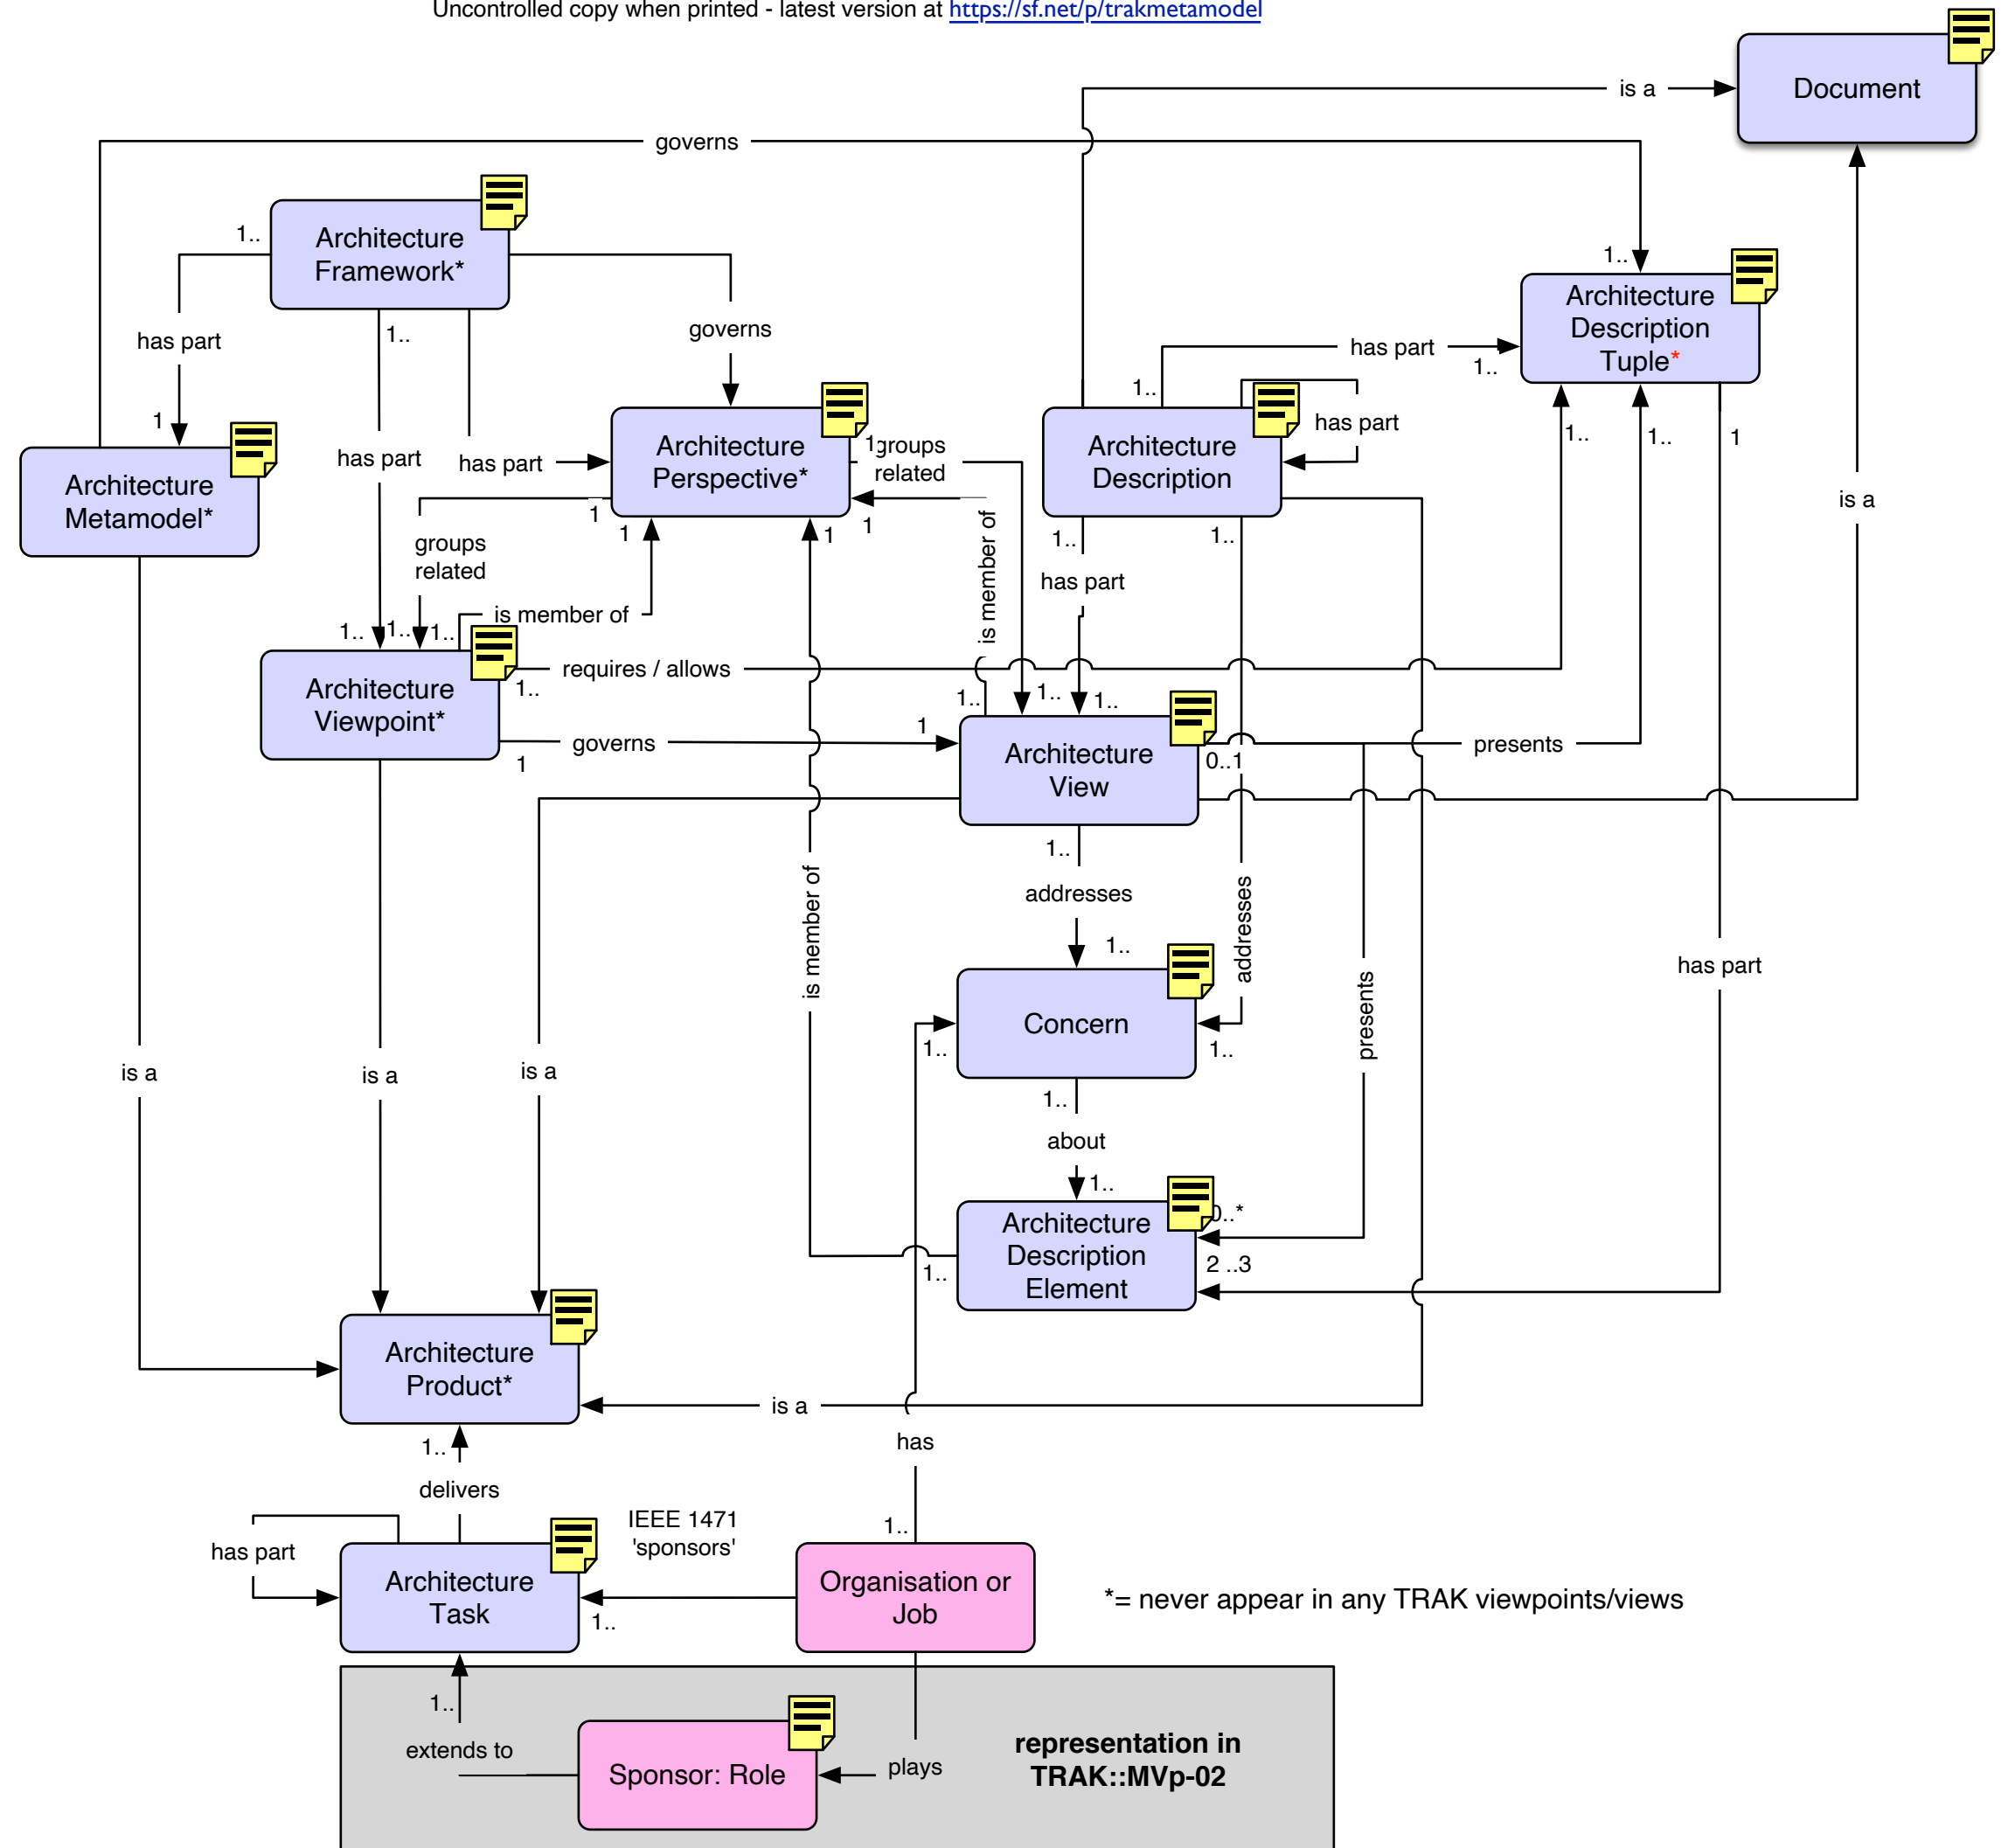 Uncontrolled copy when printed - latest version at https://sf.net/p/trakmetamodel
is a
Document
governs
Architecture
Framework*
1..
1..
has part
1
1..
governs
Architecture
Description
Tuple*
has part
1..
1..
has part
Architecture
Metamodel*
has part
has part
Architecture
Perspective*
1
groups
related
1
1
1
1
Architecture
Description
1..
1..
1
is a
1..
1..
has part
groups
related
is member of
is member of
1..
1..
1..
requires / allows
1..
Architecture
Viewpoint*
1
governs
1
1..
1..
1..
Architecture
View
0..1
presents
1..
addresses
1..
is member of
addresses
presents
has part
Concern
1..
1..
1..
about
1..
Architecture
Description
Element
0..*
2 ..3
1..
is a
is a
is a
Architecture
Product*
is a
1..
delivers
has
IEEE 1471
'sponsors'
1..
has part
Architecture
Task
1..
Organisation or
Job
*= never appear in any TRAK viewpoints/views
1..
extends to
Sponsor: Role
plays
representation in
TRAK::MVp-02